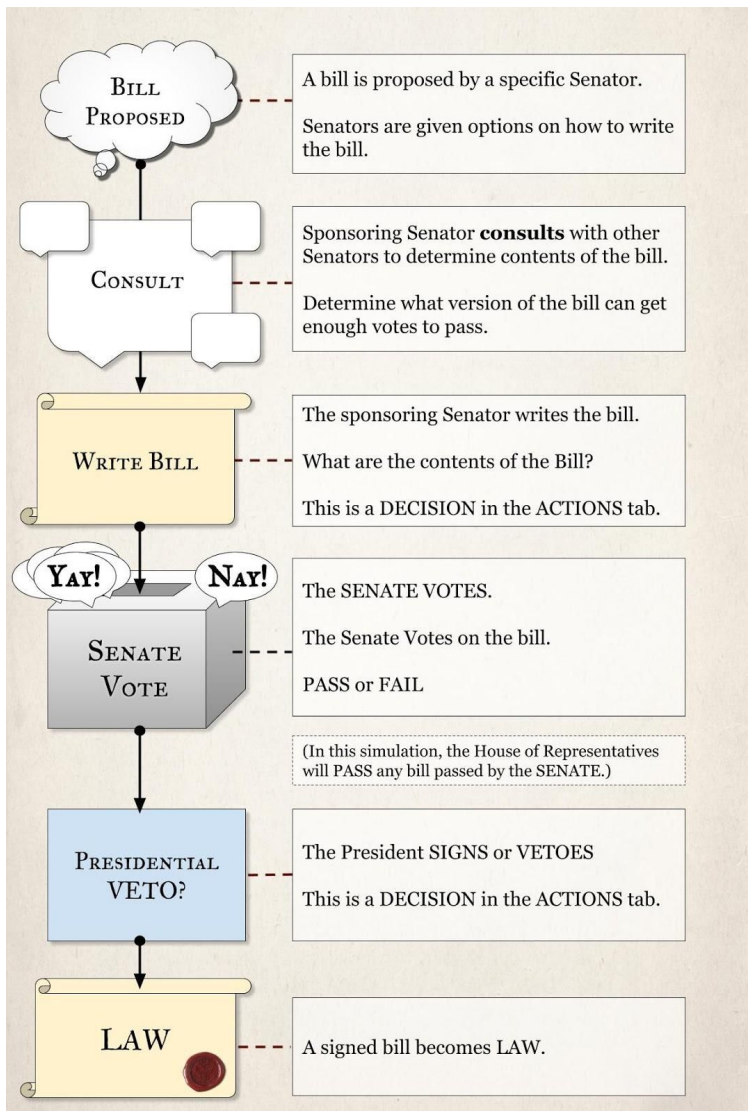 BILL
PROPOSED
A bill is proposed by a specific Senator.
Senators are given options on how to write
the bill.
CONSULT
Sponsoring Senator consults with other
Senators to determine contents of the bill.
Determine what version of the bill can get
enough votes to pass.
WRITE BILL
The sponsoring Senator writes the bill.
What are the contents of the Bill?
This is a DECISION in the ACTIONS tab.
YAY!
NAY!
SENATE
VOTE
The SENATE VOTES.
The Senate Votes on the bill.
PASS or FAIL
(In this simulation, the House of Representatives
will PASS any bill passed by the SENATE.)
PRESIDENTIAL
VETO?
The President SIGNS or VETOES
This is a DECISION in the ACTIONS tab.
LAW
A signed bill becomes LAW.